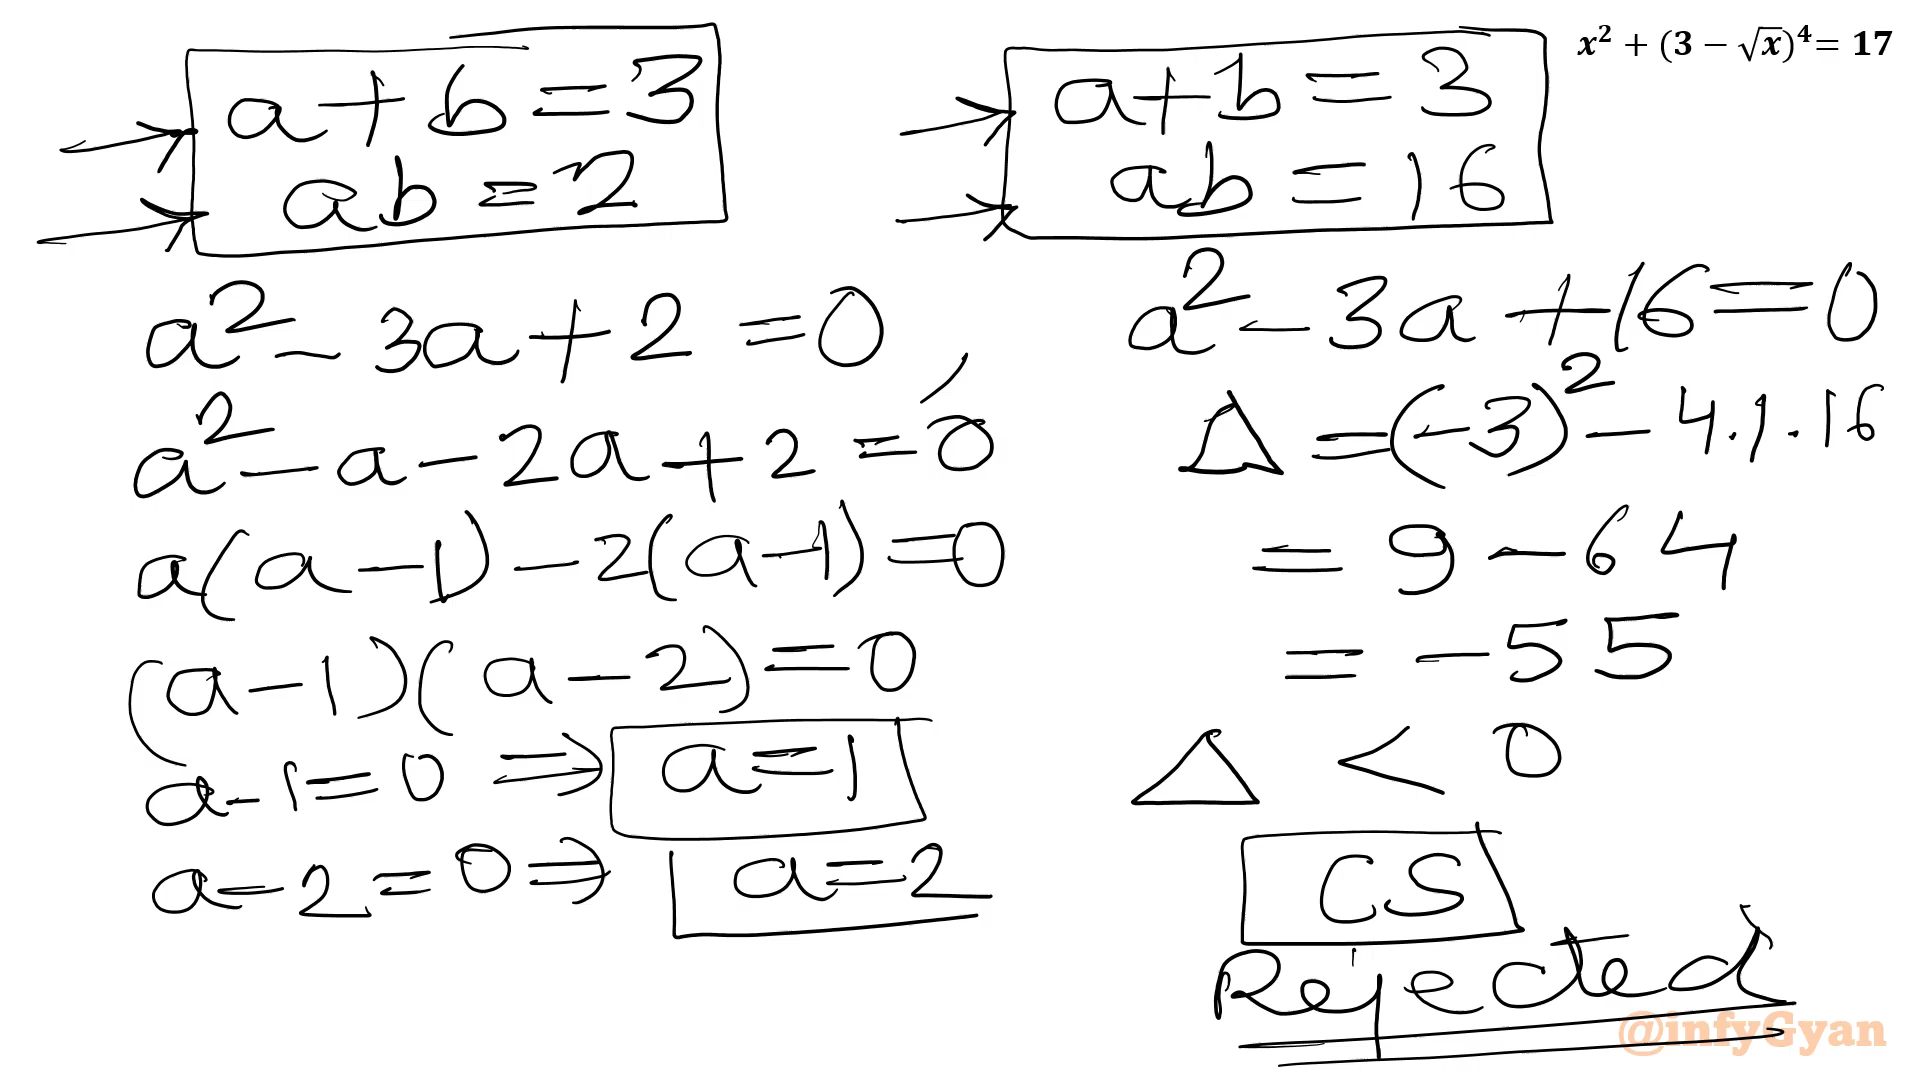 x² + (3 − √x)⁴= 17
a+b=3
ab=2
a²-3a+2=0
a²-a-2a+2=0
a(a-1)-2(a-1)=0
(a-1)(a-2)=0
a-1=0 ⇒ a=1
a-2=0⇒ a=2
a+b=3
ab=16
a²-3a+16=0
Δ=(-3)²-4.1.16
= 9-64
= -55
Δ < 0
CS
Rejected
@infyGyan